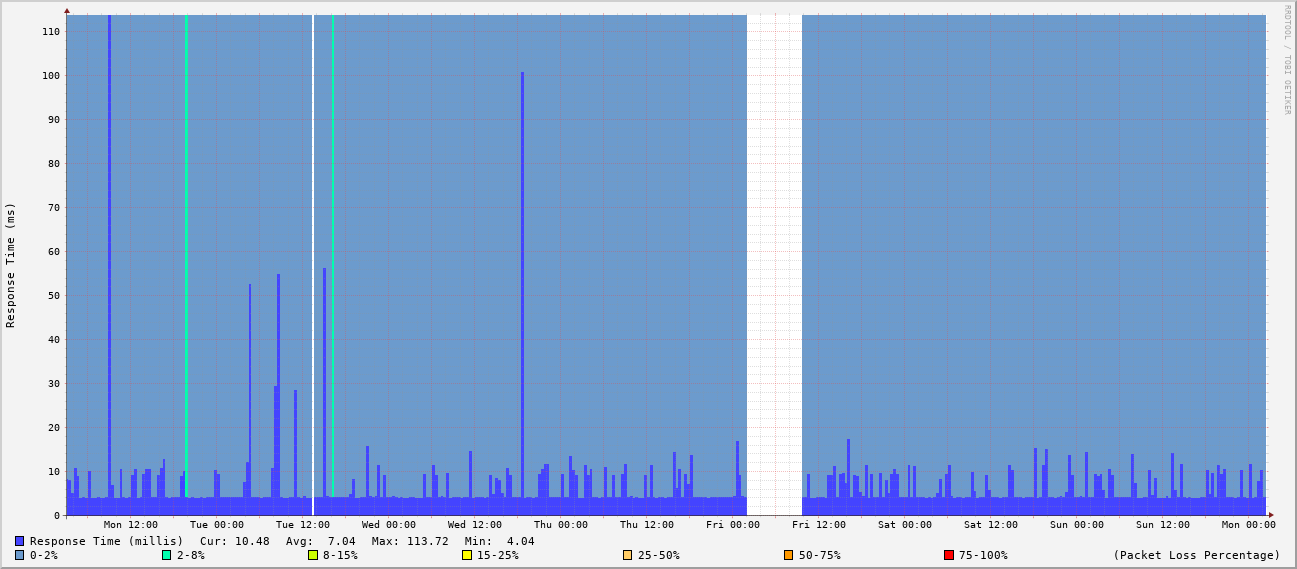 RRDTOOL / TOBI OETIKER
Response Time (ms)
110
100
90
80
70
60
50
40
30
20
10
0
Mon 12:00 Tue 00:00 Tue 12:00 Wed 00:00 Wed 12:00 Thu 00:00 Thu 12:00 Fri 00:00 Fri 12:00 Sat 00:00 Sat 12:00 Sun 00:00 Sun 12:00 Mon 00:00
Response Time (millis) Cur: 10.48 Avg: 7.04 Max: 113.72 Min: 4.04
0-2% 2-8% 8-15% 15-25% 25-50% 50-75% 75-100% (Packet Loss Percentage)